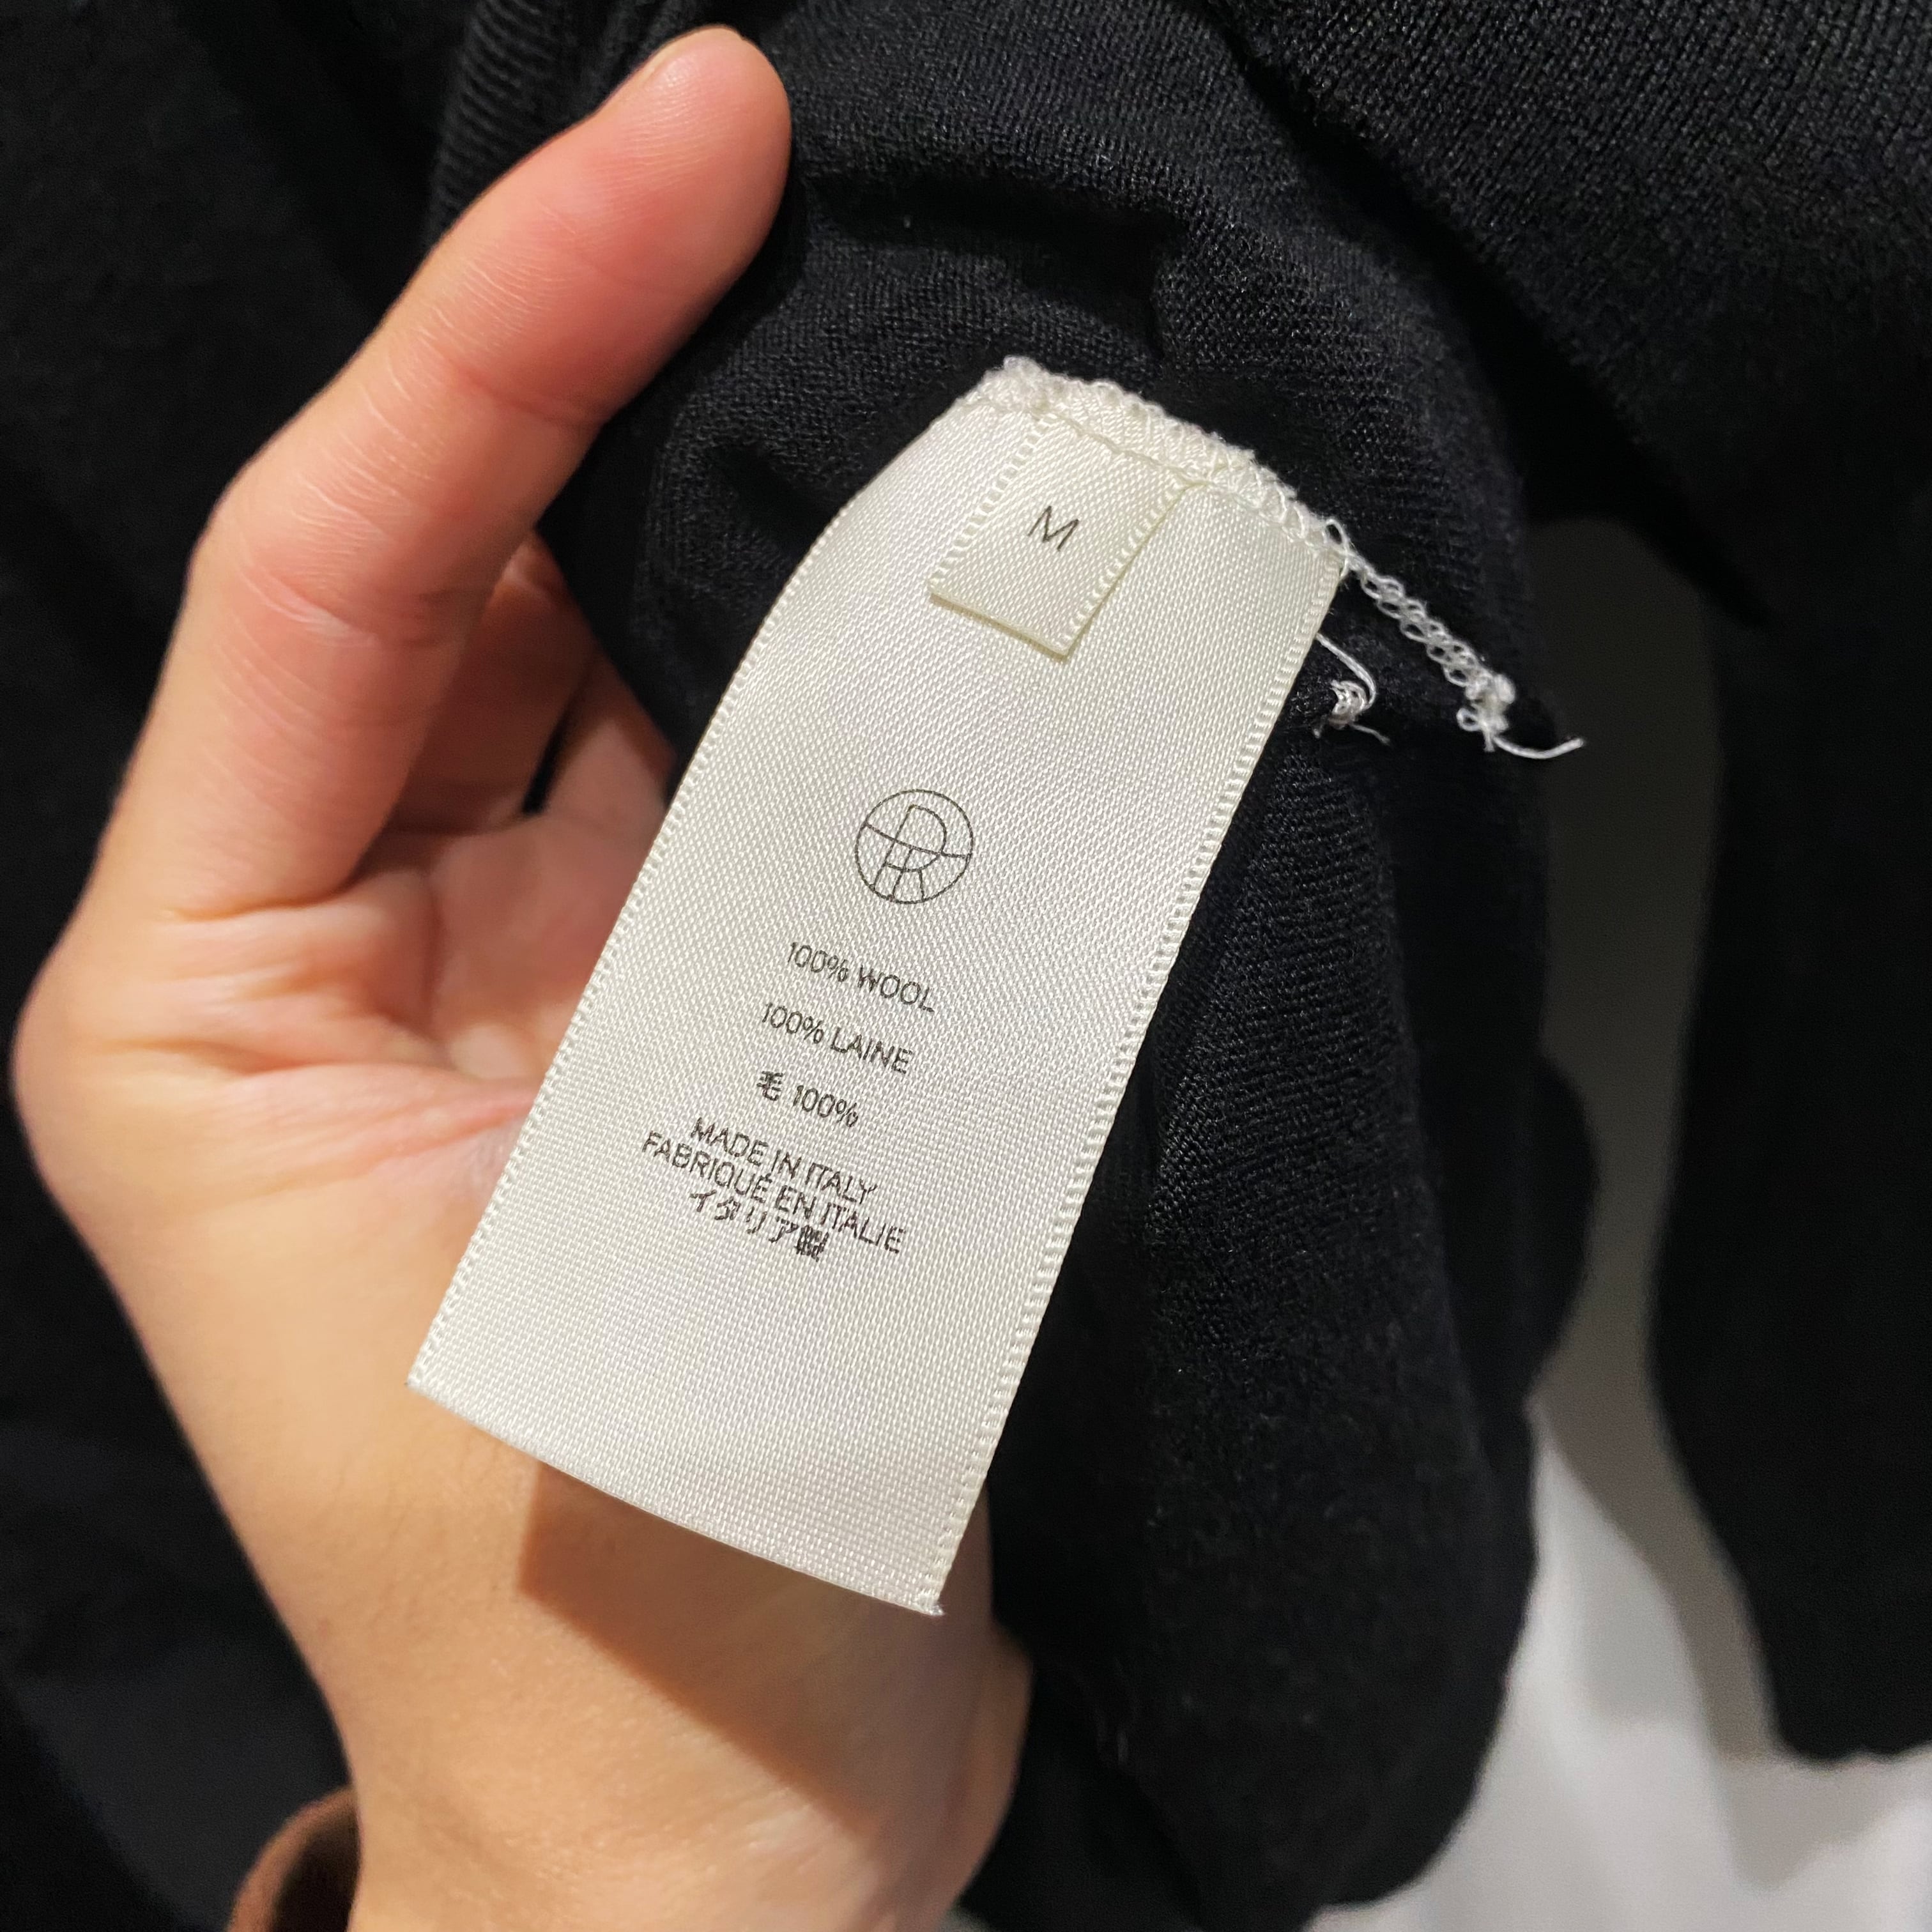 M
100% WOOL
100% LAINE
毛 100%
MADE IN ITALY
FABRIQUÉ EN ITALIE
イタリア製